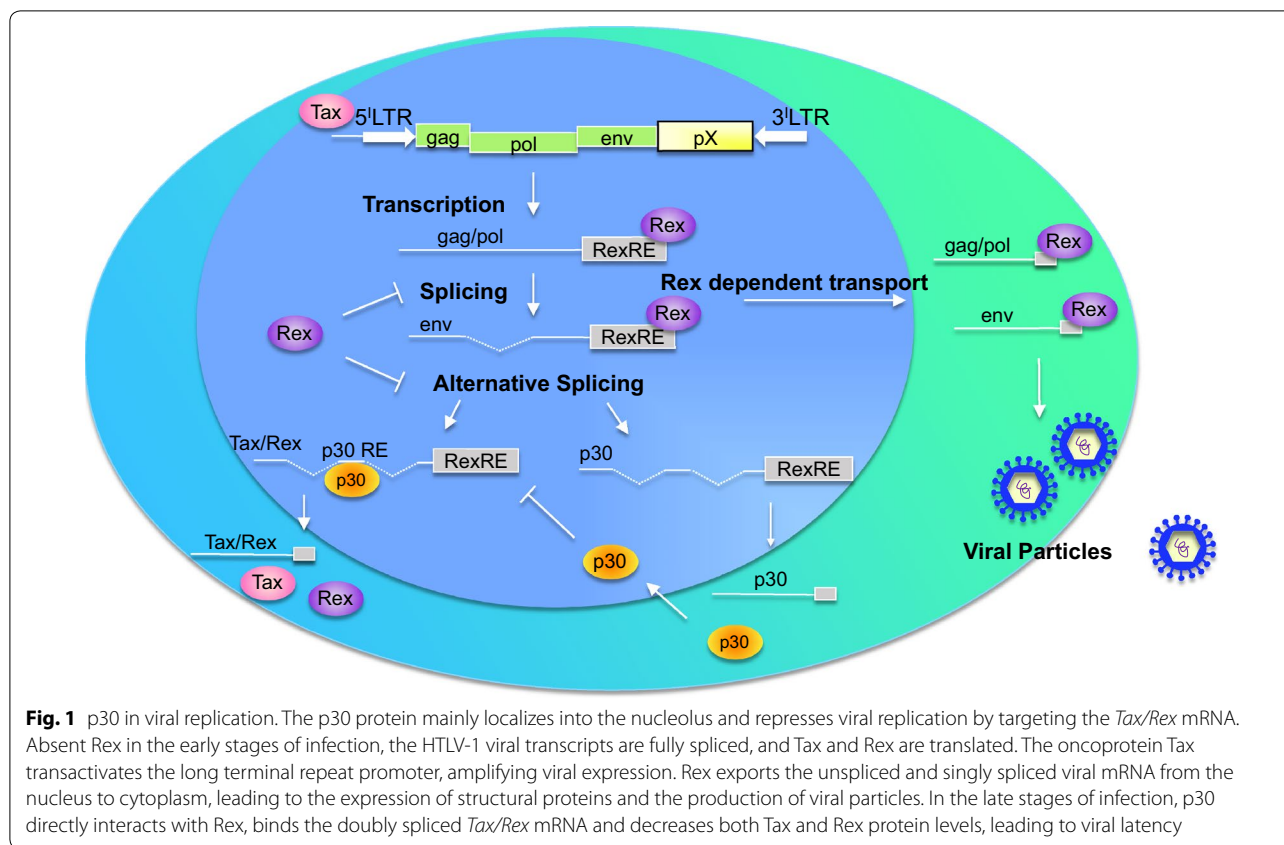 Tax
5ˡLTR
3ˡLTR
gag
pol
env
pX
Transcription
gag/pol
Rex
RexRE
gag/pol
Rex
Splicing
Rex dependent transport
Rex
env
Rex
RexRE
env
Rex
Alternative Splicing
Tax/Rex
p30 RE
p30
RexRE
p30
RexRE
Tax/Rex
Tax
Rex
p30
p30
p30
Viral Particles
Fig. 1 p30 in viral replication. The p30 protein mainly localizes into the nucleolus and represses viral replication by targeting the Tax/Rex mRNA.
Absent Rex in the early stages of infection, the HTLV-1 viral transcripts are fully spliced, and Tax and Rex are translated. The oncoprotein Tax
transactivates the long terminal repeat promoter, amplifying viral expression. Rex exports the unspliced and singly spliced viral mRNA from the
nucleus to cytoplasm, leading to the expression of structural proteins and the production of viral particles. In the late stages of infection, p30
directly interacts with Rex, binds the doubly spliced Tax/Rex mRNA and decreases both Tax and Rex protein levels, leading to viral latency